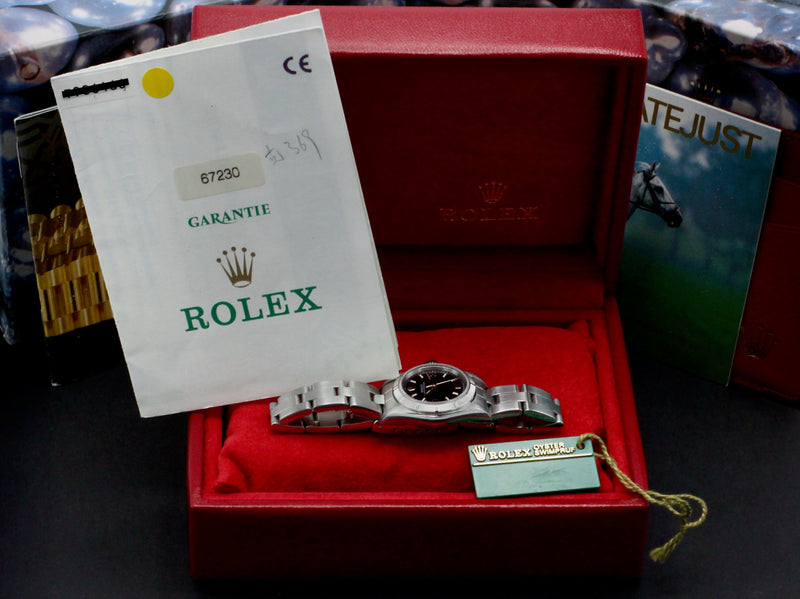 CE
67230
GARANTIE
ROLEX
ROLEX
ATEJUST
ROLEX
OYSTER
SWIMPRUF